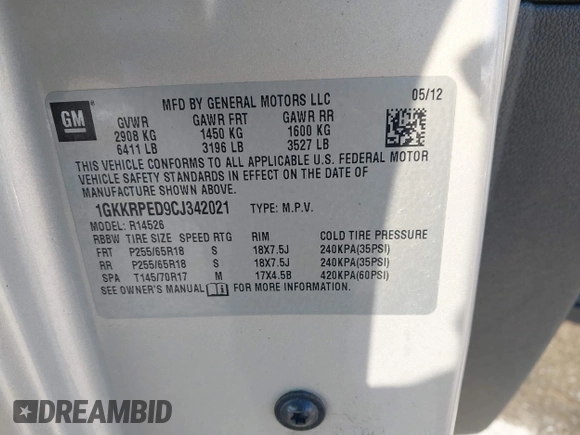 MFD BY GENERAL MOTORS LLC 05/12
GM
GVWR GAWR FRT GAWR RR
2908 KG 1450 KG 1600 KG
6411 LB 3196 LB 3527 LB
THIS VEHICLE CONFORMS TO ALL APPLICABLE U.S. FEDERAL MOTOR
VEHICLE SAFETY STANDARDS IN EFFECT ON THE DATE OF
MANUFACTURE SHOWN ABOVE.
1GKKRPED9CJ342021 TYPE: M.P.V.
MODEL: R14526
RBBW TIRE SIZE SPEED RTG RIM COLD TIRE PRESSURE
FRT P255/65R18 S 18X7.5J 240KPA(35PSI)
RR P255/65R18 S 18X7.5J 240KPA(35PSI)
SPA T145/70R17 M 17X4.5B 420KPA(60PSI)
SEE OWNER'S MANUAL FOR MORE INFORMATION.
DREAMBID